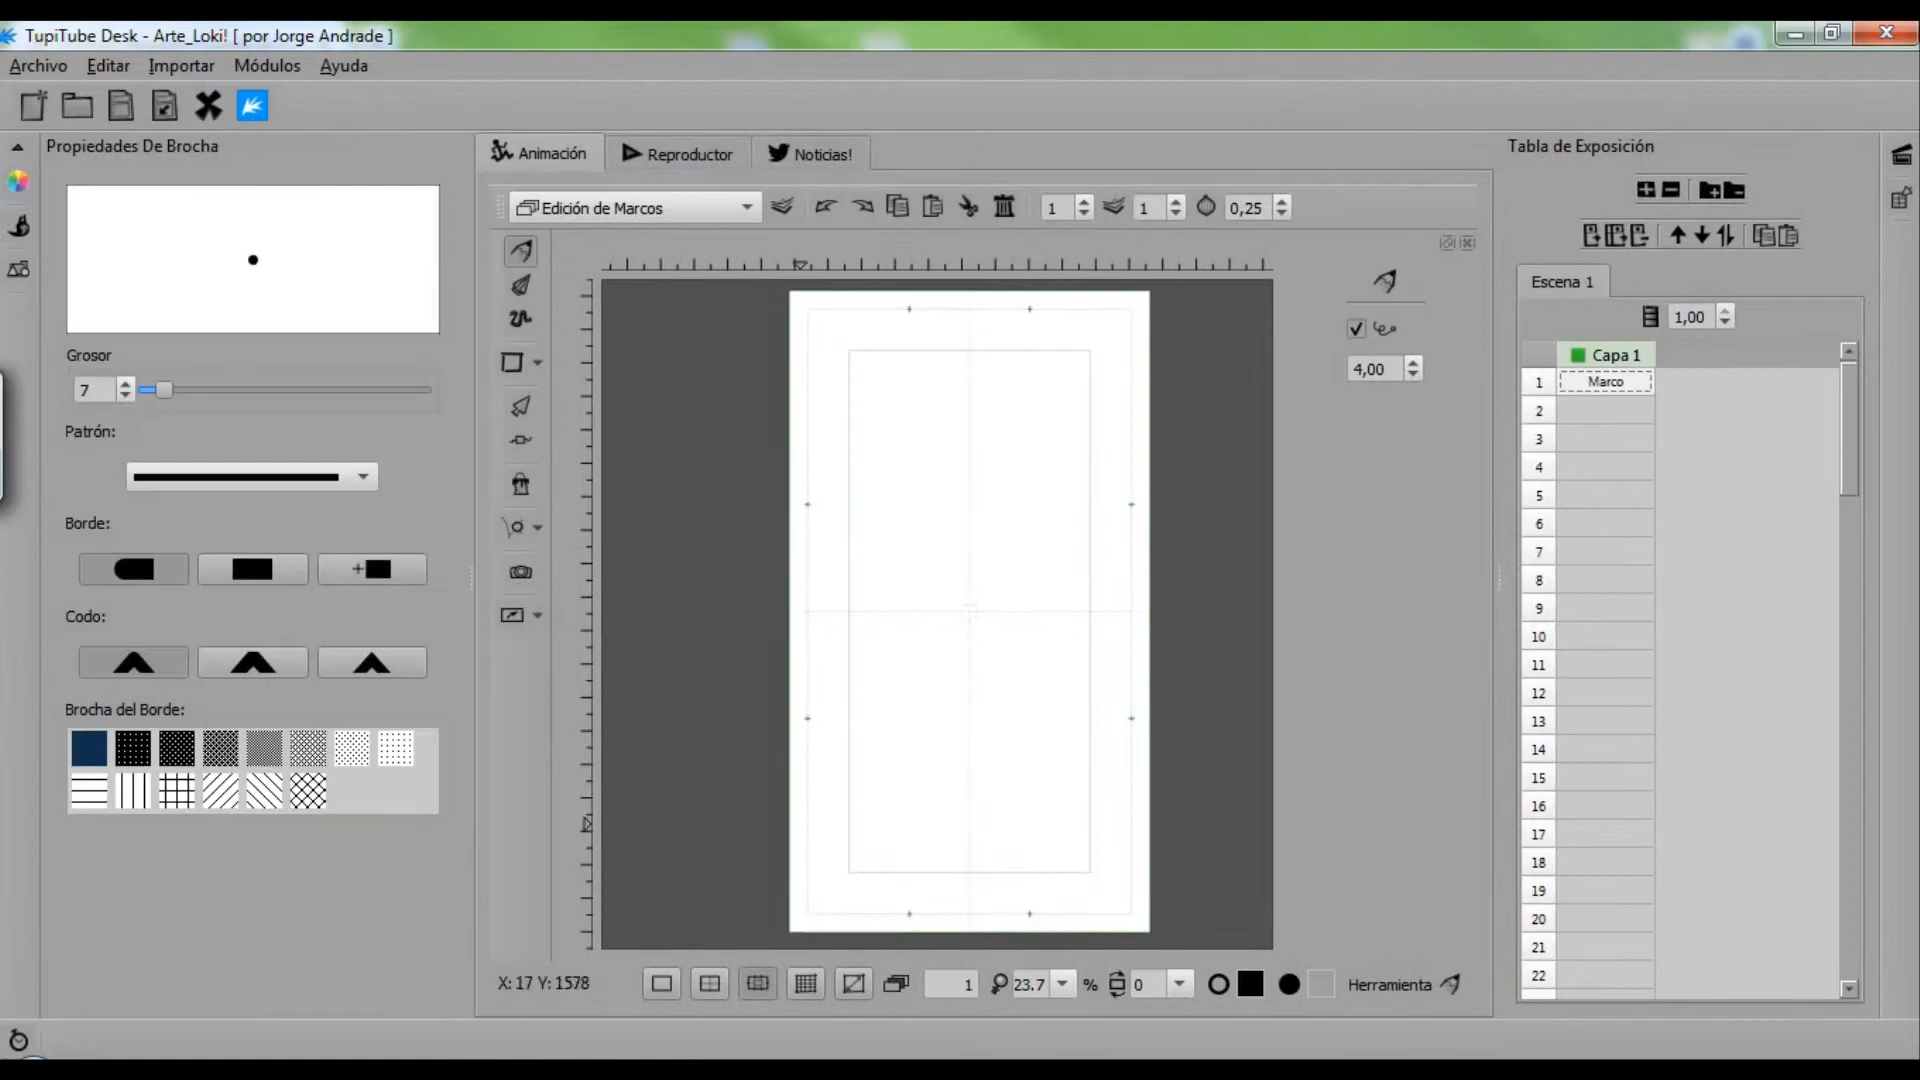 TupiTube Desk - Arte_Loki! [ por Jorge Andrade ]
Archivo Editar Importar Módulos Ayuda
Propiedades De Brocha
Animación Reproductor Noticias!
Tabla de Exposición
Edición de Marcos 1 1 0,25
Escena 1
1,00
Grosor
7
4,00
Capa 1
1 Marco
2
3
4
5
6
7
8
9
10
11
12
13
14
15
16
17
18
19
20
21
22
Patrón:
Borde:
Codo:
Brocha del Borde:
X: 17 Y: 1578 1 23.7 % 0 Herramienta